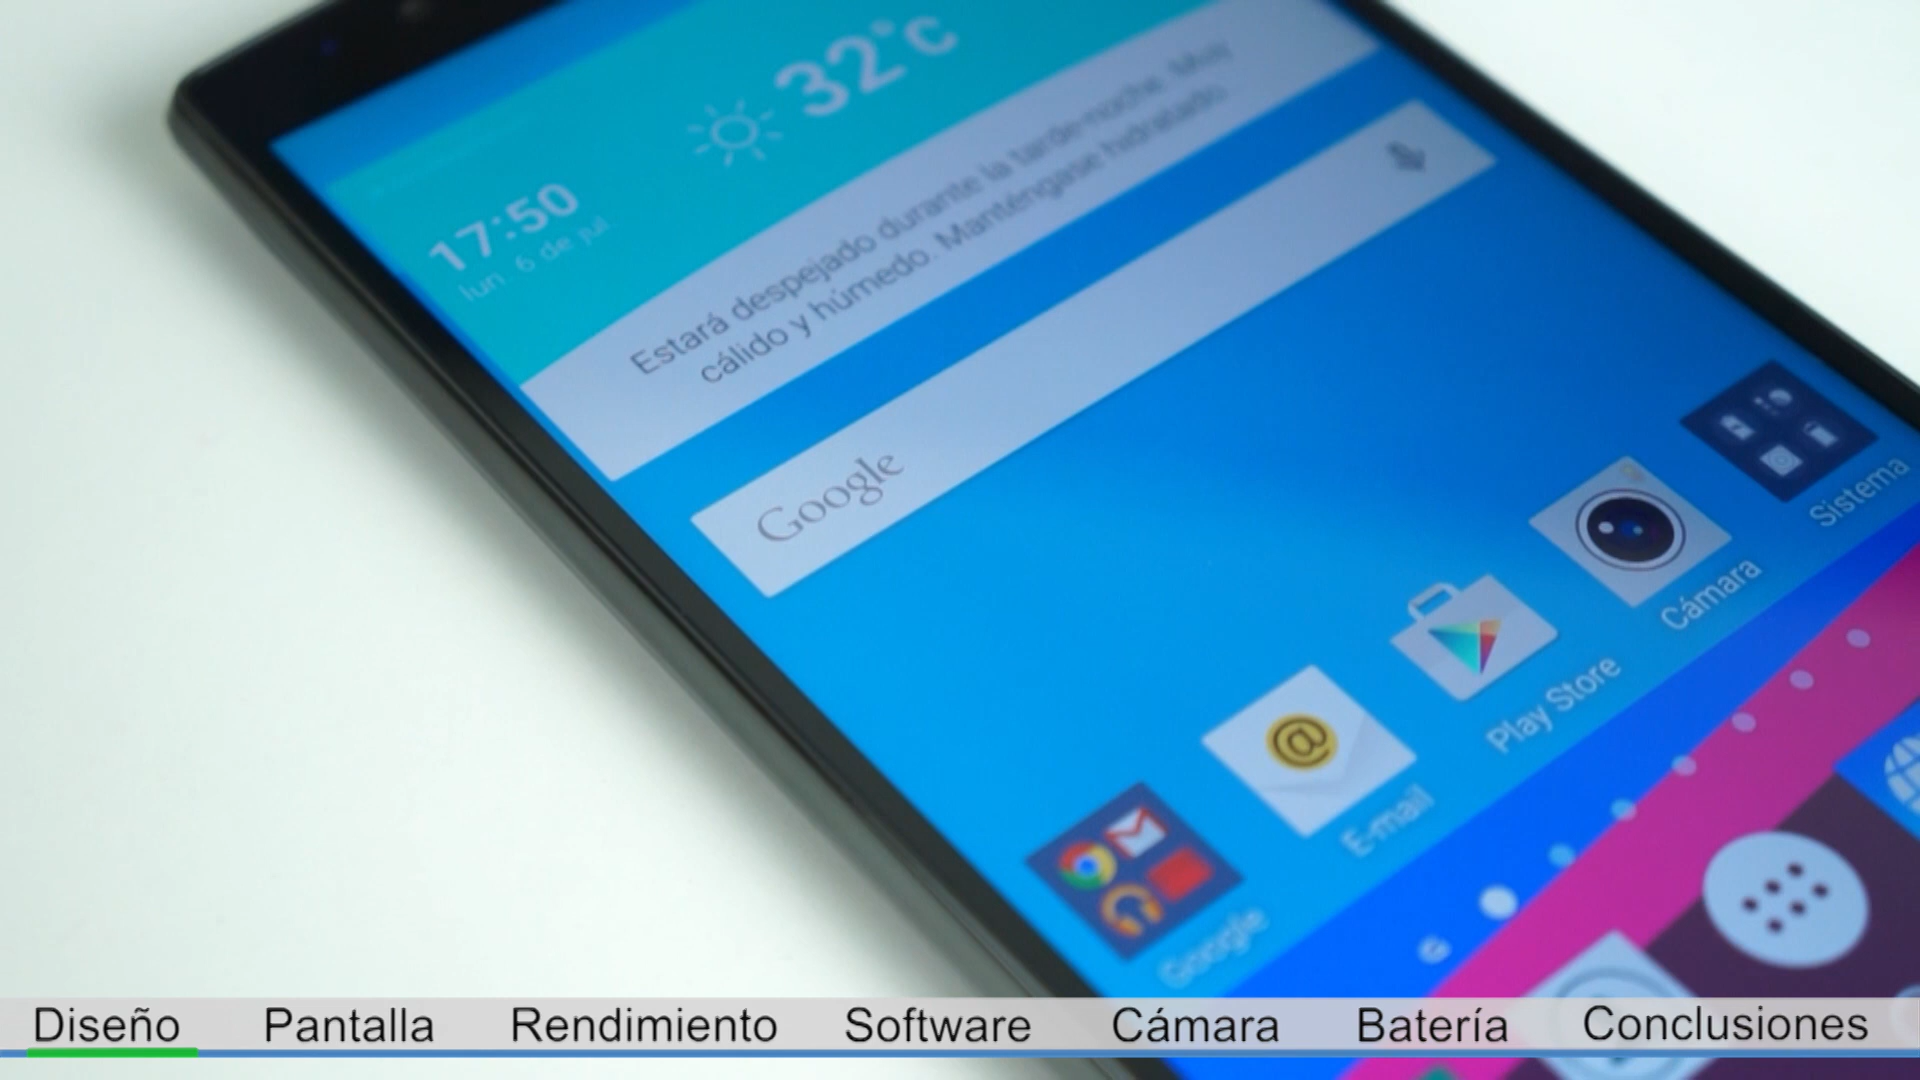 32°C
17:50
lun. 6 de jul
Estará despejado durante la tarde-noche. Muy
cálido y húmedo. Manténgase hidratado.
Google
Sistema
Cámara
Play Store
E-mail
Google
Diseño Pantalla Rendimiento Software Cámara Batería Conclusiones